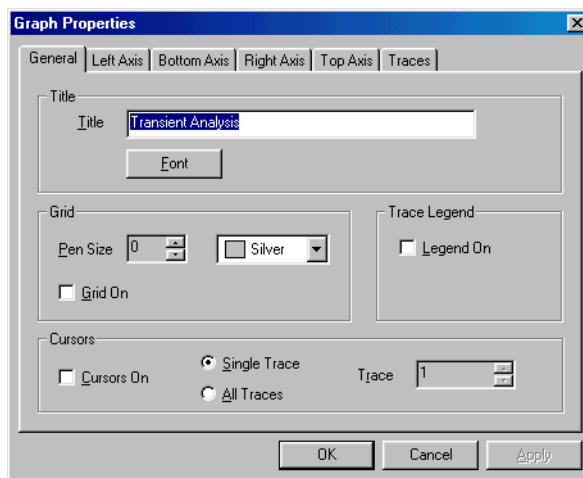 Graph Properties
General Left Axis Bottom Axis Right Axis Top Axis Traces
Title
Title Transient Analysis
Font
Grid
Pen Size 0 Silver
Grid On
Trace Legend
Legend On
Cursors
Cursors On
Single Trace
All Traces
Trace 1
OK Cancel Apply